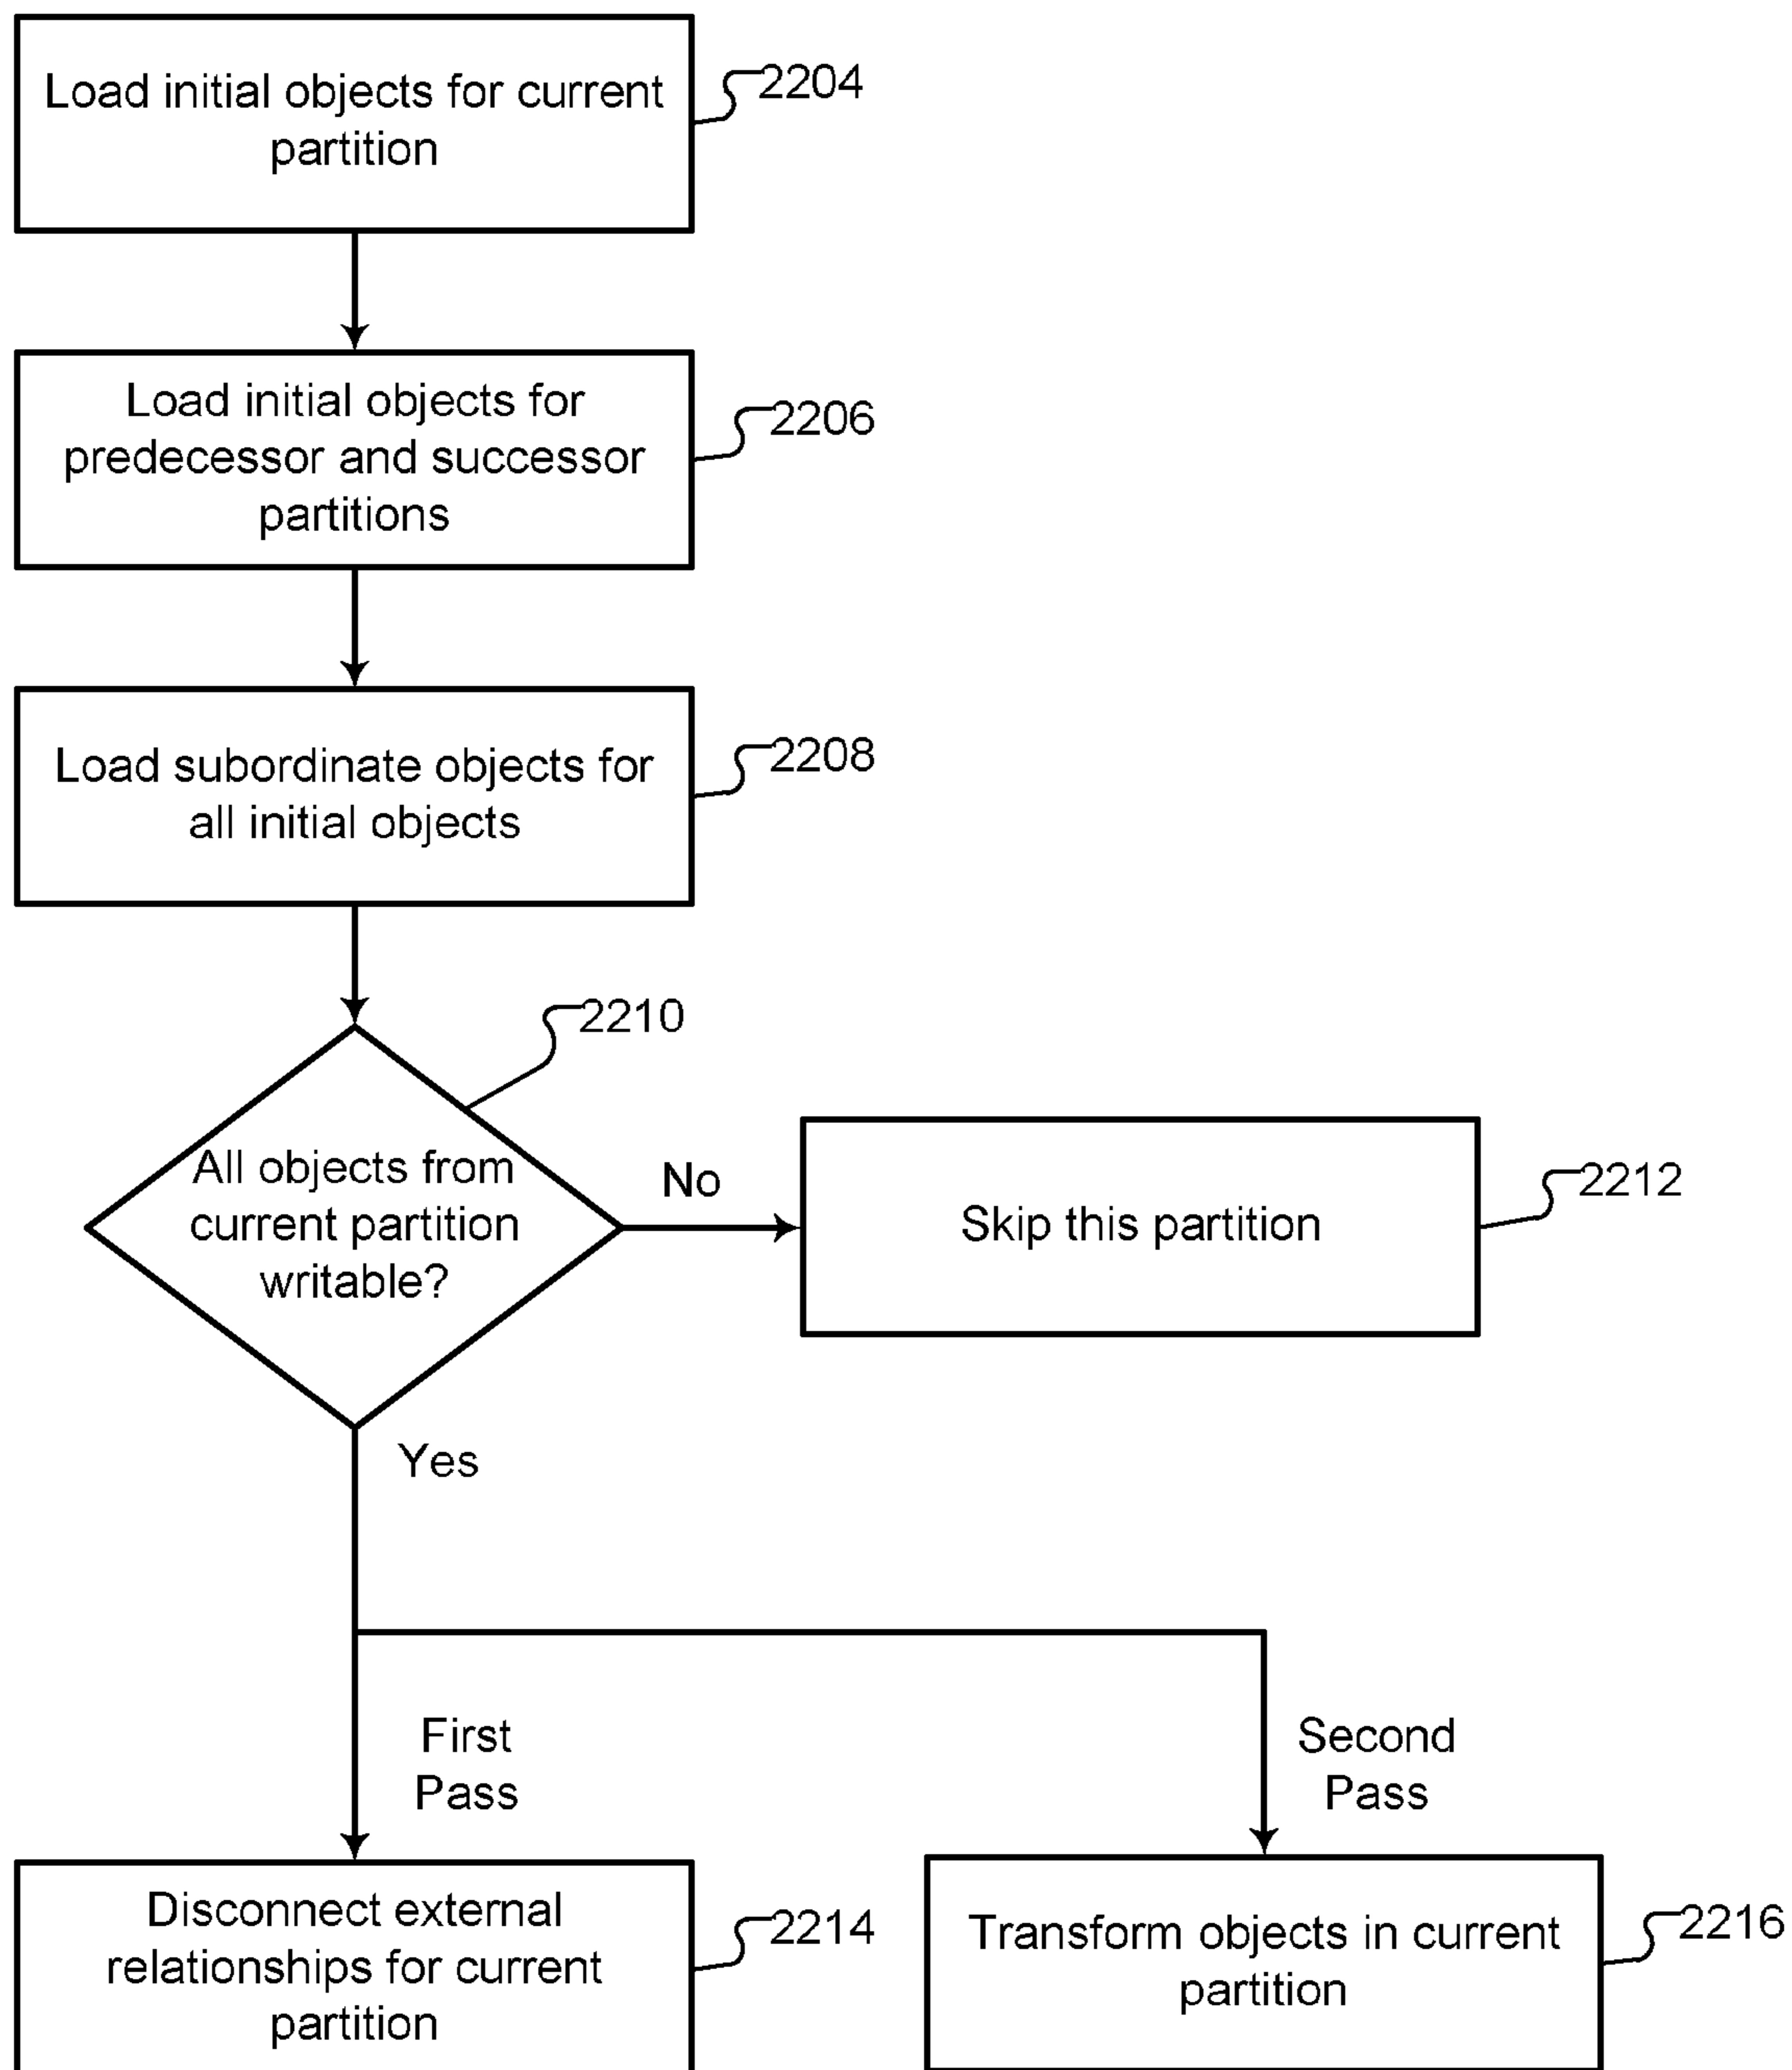 Load initial objects for current
partition
2204
Load initial objects for
predecessor and successor
partitions
2206
Load subordinate objects for
all initial objects
2208
2210
All objects from
current partition
writable?
No
Skip this partition
2212
Yes
First
Pass
Second
Pass
Disconnect external
relationships for current
partition
2214
Transform objects in current
partition
2216